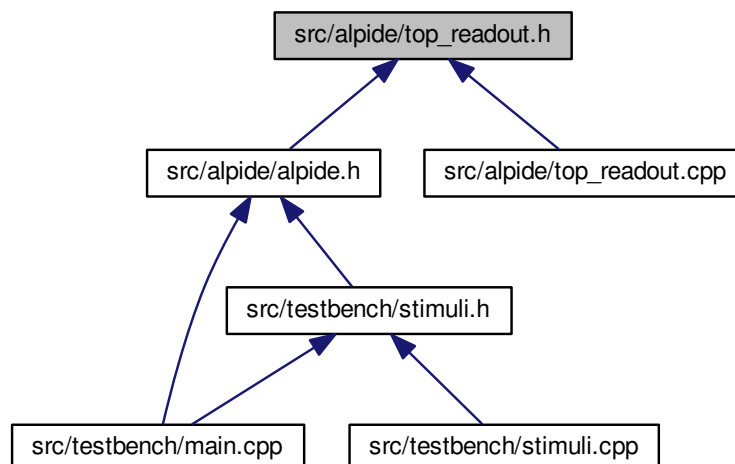 src/alpide/top_readout.h
src/alpide/alpide.h
src/alpide/top_readout.cpp
src/testbench/stimuli.h
src/testbench/main.cpp
src/testbench/stimuli.cpp